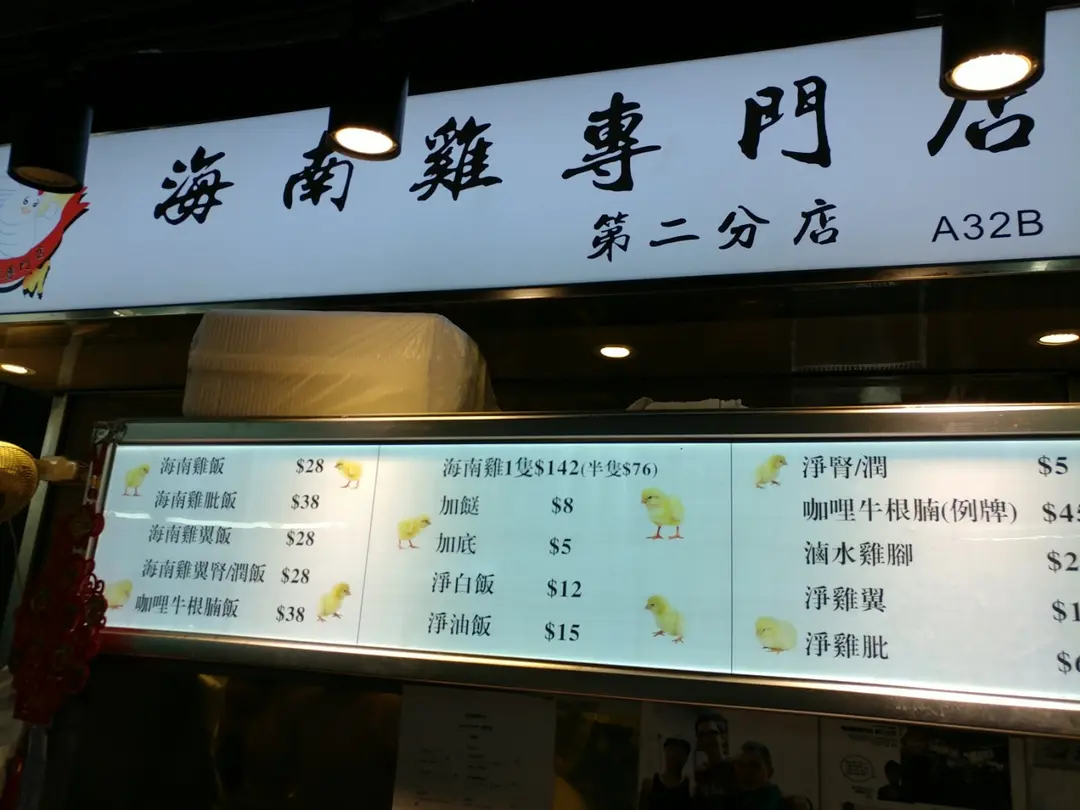 海南雞專門店
第二分店 A32B
海南雞飯 $28
海南雞肶飯 $38
海南雞翼飯 $28
海南雞翼腎/潤飯 $28
咖哩牛根腩飯 $38
海南雞1隻$142(半隻$76)
加餸 $8
加底 $5
淨白飯 $12
淨油飯 $15
淨腎/潤 $5
咖哩牛根腩(例牌) $45
滷水雞腳 $2
淨雞翼 $1
淨雞肶